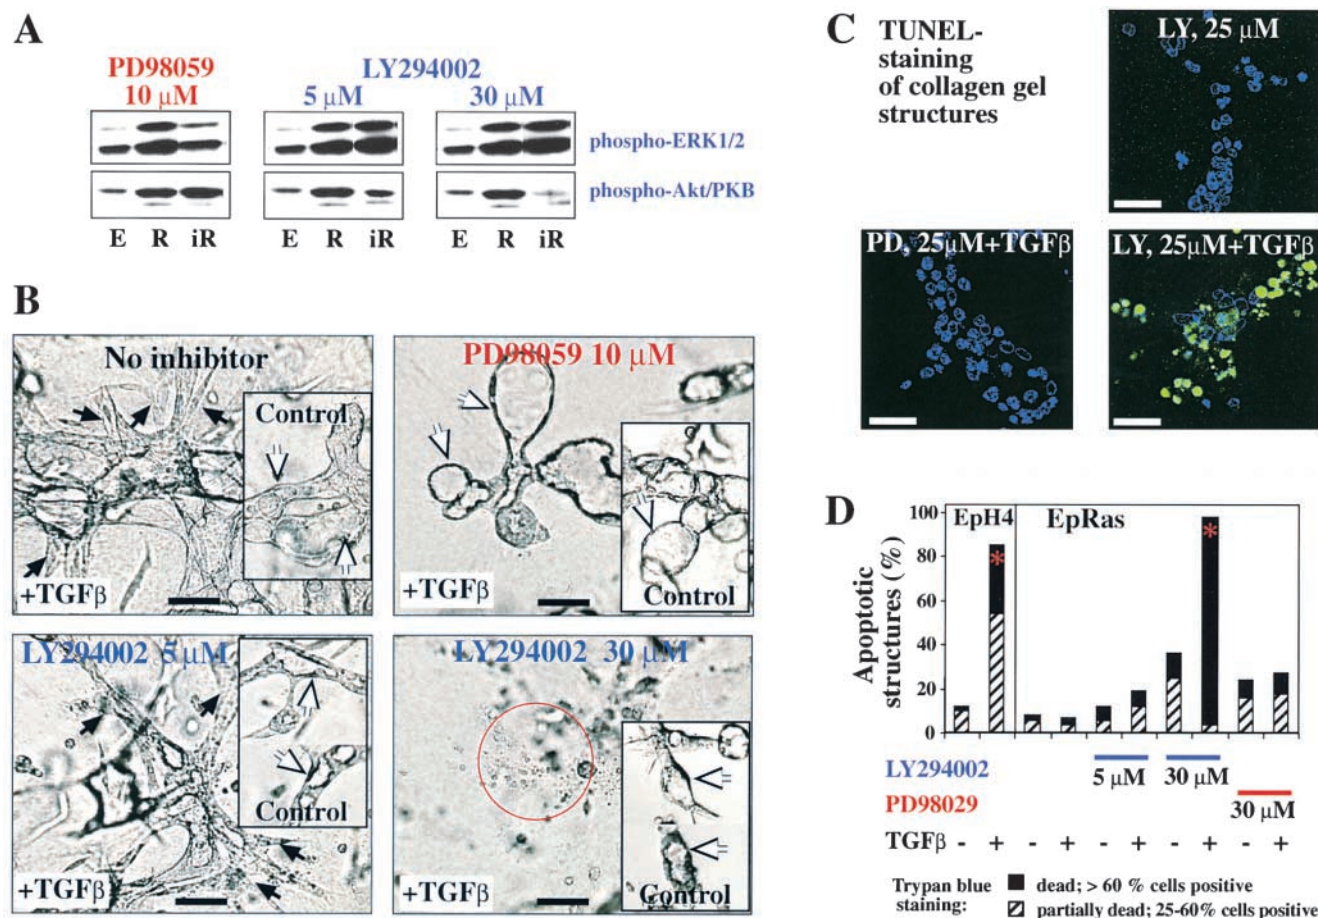 A
PD98059
10 μM
LY294002
5 μM
30 μM
phospho-ERK1/2
phospho-Akt/PKB
E R iR
E R iR
E R iR
B
No inhibitor
Control
+TGFβ
PD98059 10 μM
Control
+TGFβ
LY294002 5 μM
Control
+TGFβ
LY294002 30 μM
Control
+TGFβ
C
TUNEL-
staining
of collagen gel
structures
LY, 25 μM
PD, 25μM+TGFβ
LY, 25μM+TGFβ
D
Apoptotic
structures (%)
100
80
60
40
20
0
EpH4
EpRas
*
*
LY294002
5 μM
30 μM
PD98029
30 μM
TGFβ - + - + - + - + - +
Trypan blue
staining:
dead; > 60 % cells positive
partially dead; 25-60% cells positive